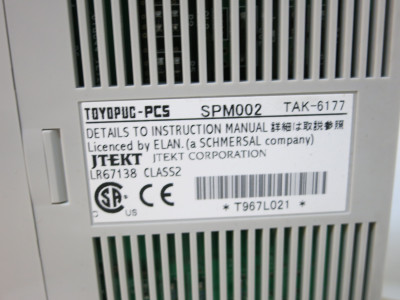 TOYOPUC-PCS SPM002 TAK-6177
DETAILS TO INSTRUCTION MANUAL 詳細は取説参照
Licenced by ELAN.(a SCHMERSAL company)
JTEKT JTEKT CORPORATION
LR67138 CLASS2
CSA CE
C US
* T967L021 *